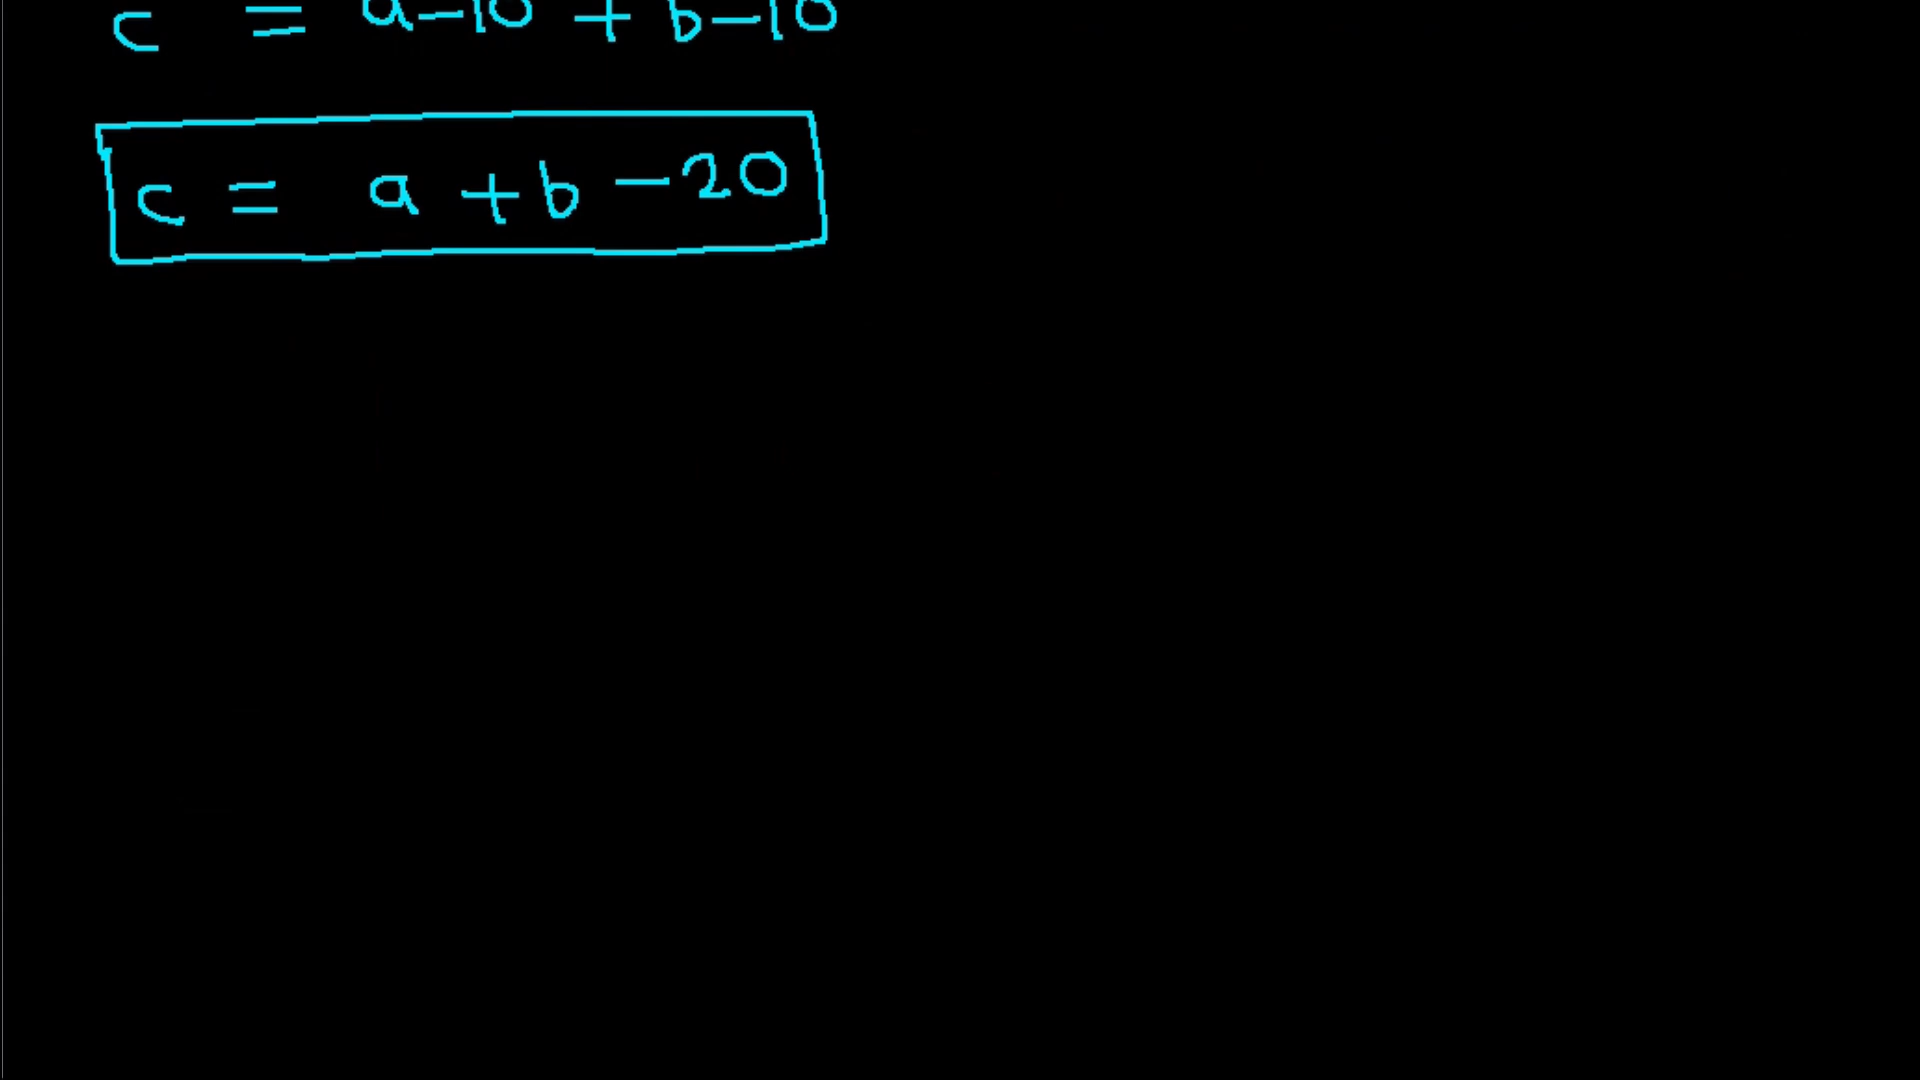 c = a-10 + b-10
c = a + b - 20